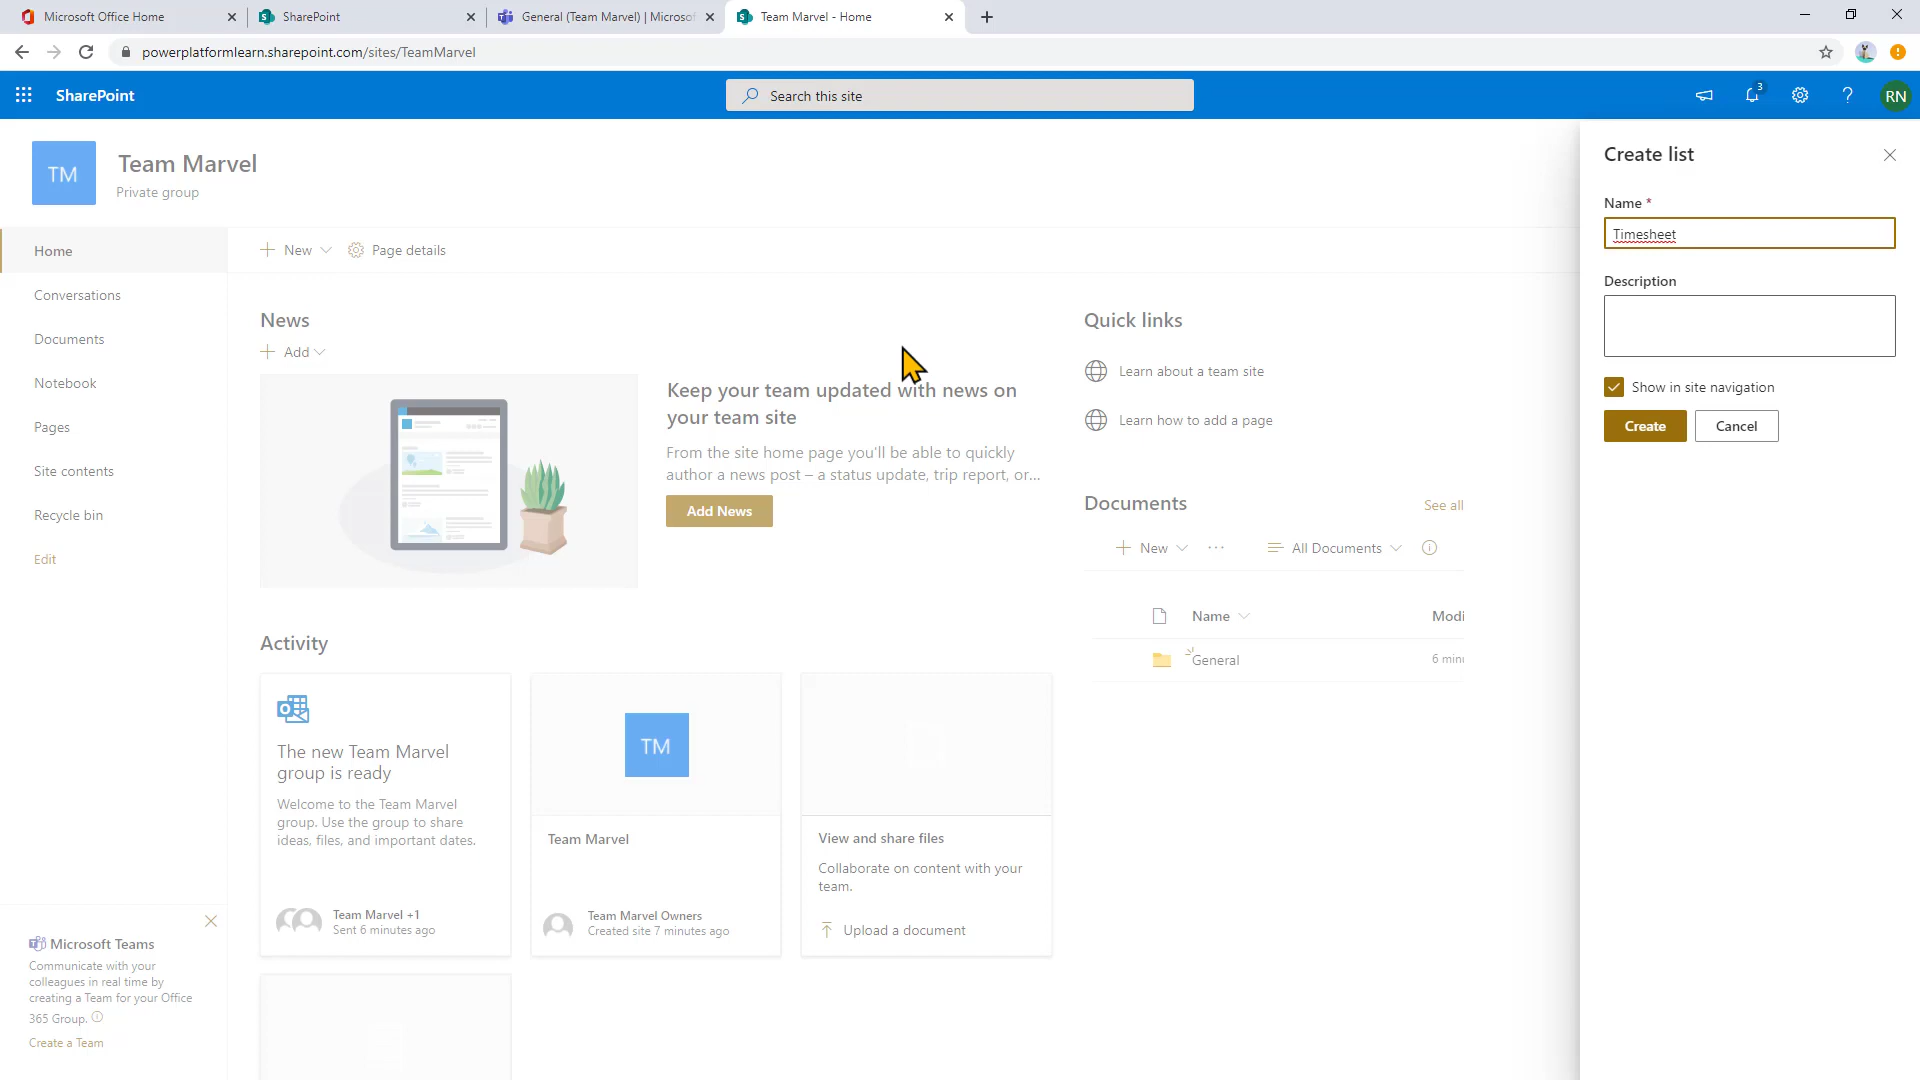 Microsoft Office Home
SharePoint
General (Team Marvel) | Microsof
Team Marvel - Home
powerplatformlearn.sharepoint.com/sites/TeamMarvel
SharePoint
Search this site
3
RN
TM
Team Marvel
Private group
Home
Conversations
Documents
Notebook
Pages
Site contents
Recycle bin
Edit
New
Page details
News
Add
Keep your team updated with news on
your team site
From the site home page you'll be able to quickly
author a news post – a status update, trip report, or...
Add News
Quick links
Learn about a team site
Learn how to add a page
Documents
See all
New
All Documents
Name
Modi
General
6 minu
Activity
The new Team Marvel
group is ready
Welcome to the Team Marvel
group. Use the group to share
ideas, files, and important dates.
Team Marvel +1
Sent 6 minutes ago
TM
Team Marvel
Team Marvel Owners
Created site 7 minutes ago
View and share files
Collaborate on content with your
team.
Upload a document
Microsoft Teams
Communicate with your
colleagues in real time by
creating a Team for your Office
365 Group.
Create a Team
Create list
Name *
Timesheet
Description
Show in site navigation
Create
Cancel